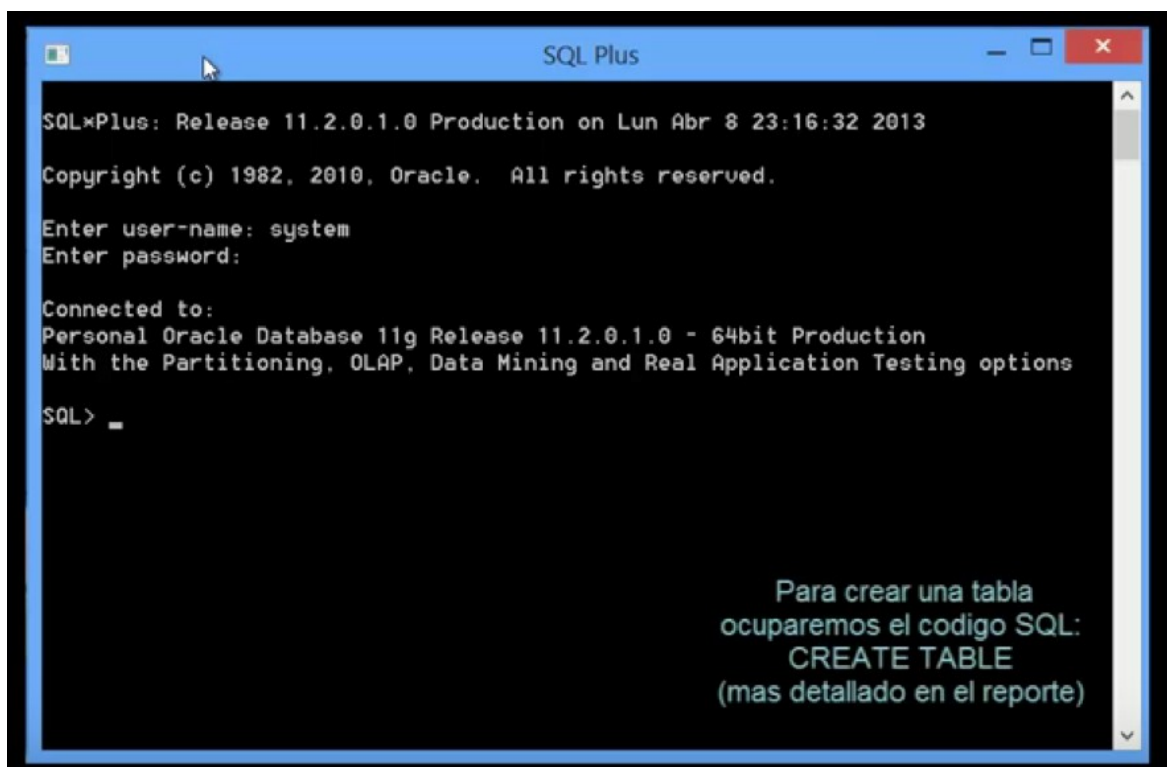 SQL Plus
SQL*Plus: Release 11.2.0.1.0 Production on Lun Abr 8 23:16:32 2013
Copyright (c) 1982, 2010, Oracle.  All rights reserved.
Enter user-name: system
Enter password:
Connected to:
Personal Oracle Database 11g Release 11.2.0.1.0 - 64bit Production
With the Partitioning, OLAP, Data Mining and Real Application Testing options
SQL> _
Para crear una tabla
ocuparemos el codigo SQL:
CREATE TABLE
(mas detallado en el reporte)